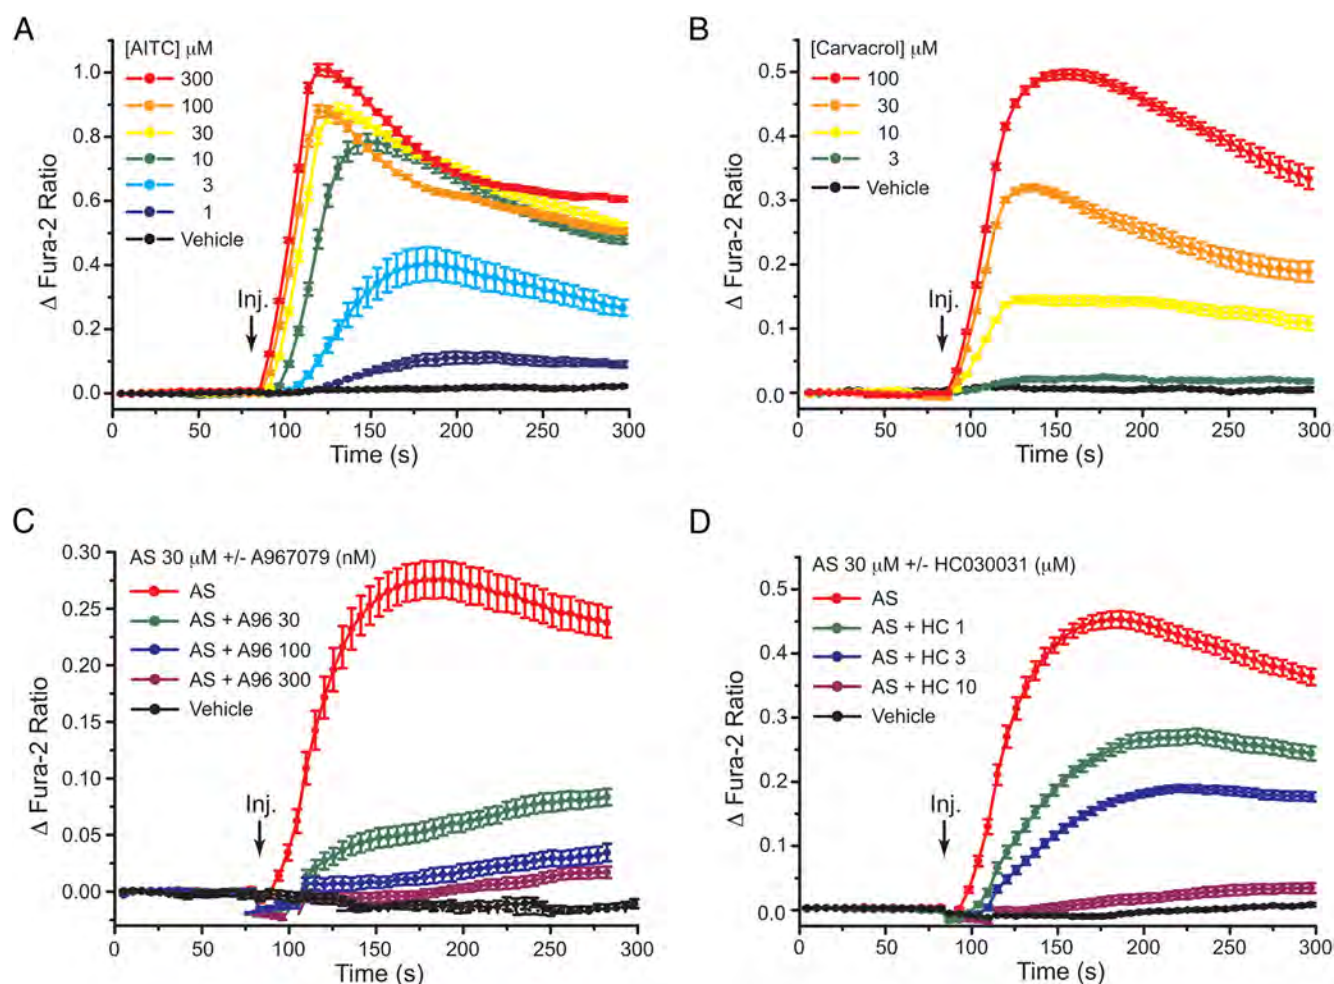 A
[AITC] μM
300
100
30
10
3
1
Vehicle
Inj.
Δ Fura-2 Ratio
1.0
0.8
0.6
0.4
0.2
0.0
0 50 100 150 200 250 300
Time (s)
B
[Carvacrol] μM
100
30
10
3
Vehicle
Inj.
Δ Fura-2 Ratio
0.5
0.4
0.3
0.2
0.1
0.0
0 50 100 150 200 250 300
Time (s)
C
AS 30 μM +/- A967079 (nM)
AS
AS + A96 30
AS + A96 100
AS + A96 300
Vehicle
Inj.
Δ Fura-2 Ratio
0.30
0.25
0.20
0.15
0.10
0.05
0.00
0 50 100 150 200 250 300
Time (s)
D
AS 30 μM +/- HC030031 (μM)
AS
AS + HC 1
AS + HC 3
AS + HC 10
Vehicle
Inj.
Δ Fura-2 Ratio
0.5
0.4
0.3
0.2
0.1
0.0
0 50 100 150 200 250 300
Time (s)